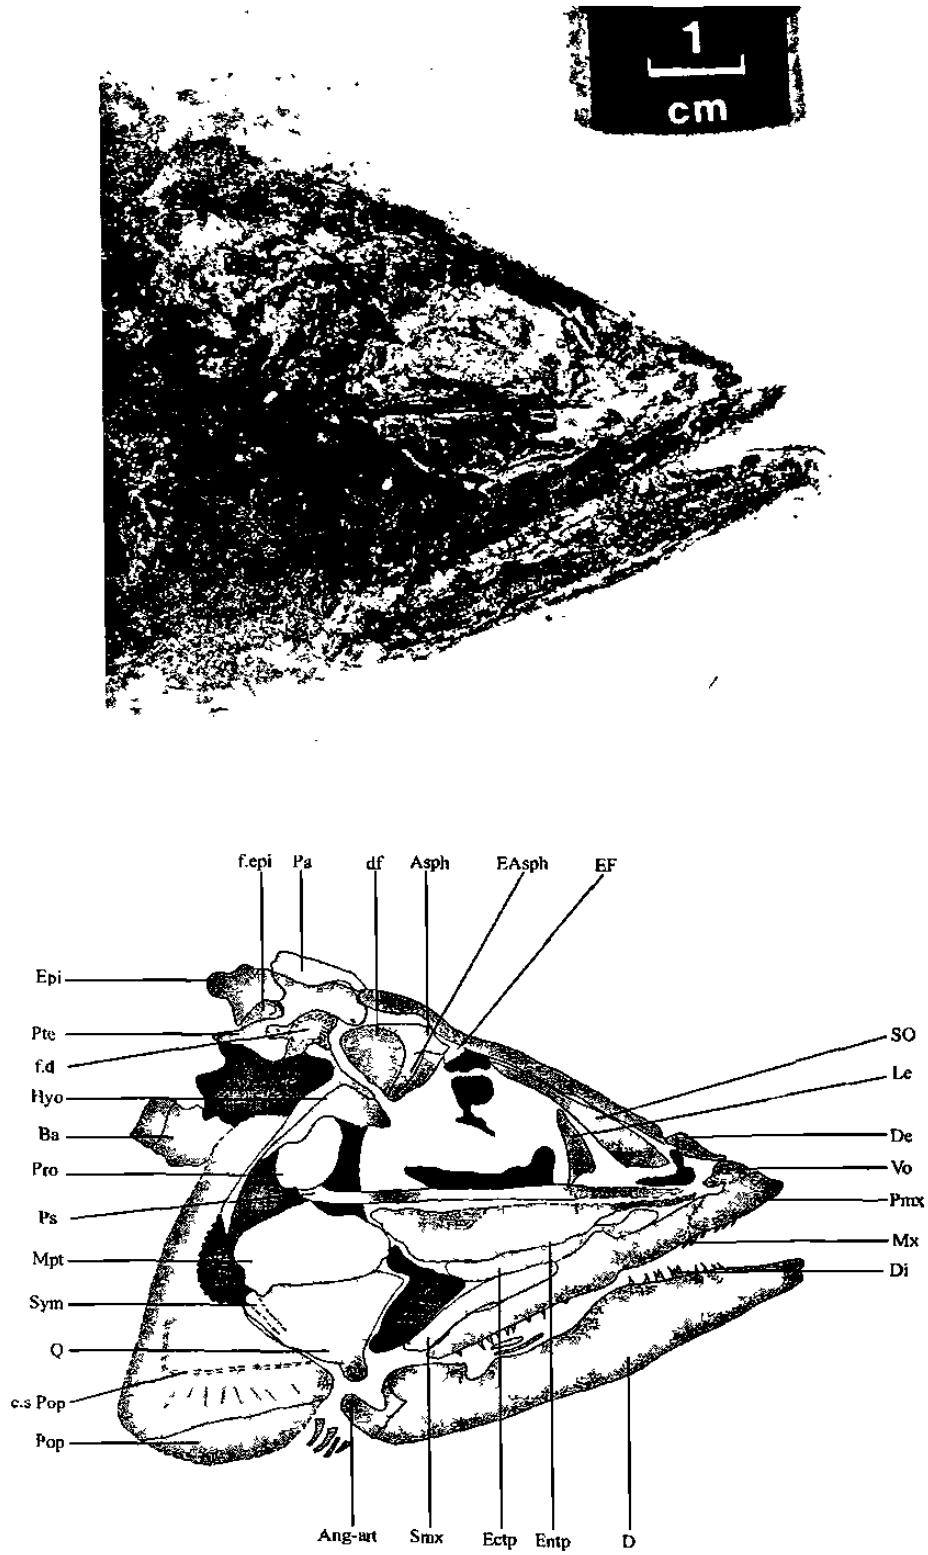 1
cm
f.epi Pa df Asph EAsph EF
Epi
Pte
f.d
Hyo
Ba
Pro
Ps
Mpt
Sym
Q
c.s Pop
Pop
SO
Le
De
Vo
Pmx
Mx
Di
Ang-art Smx Ectp Entp D